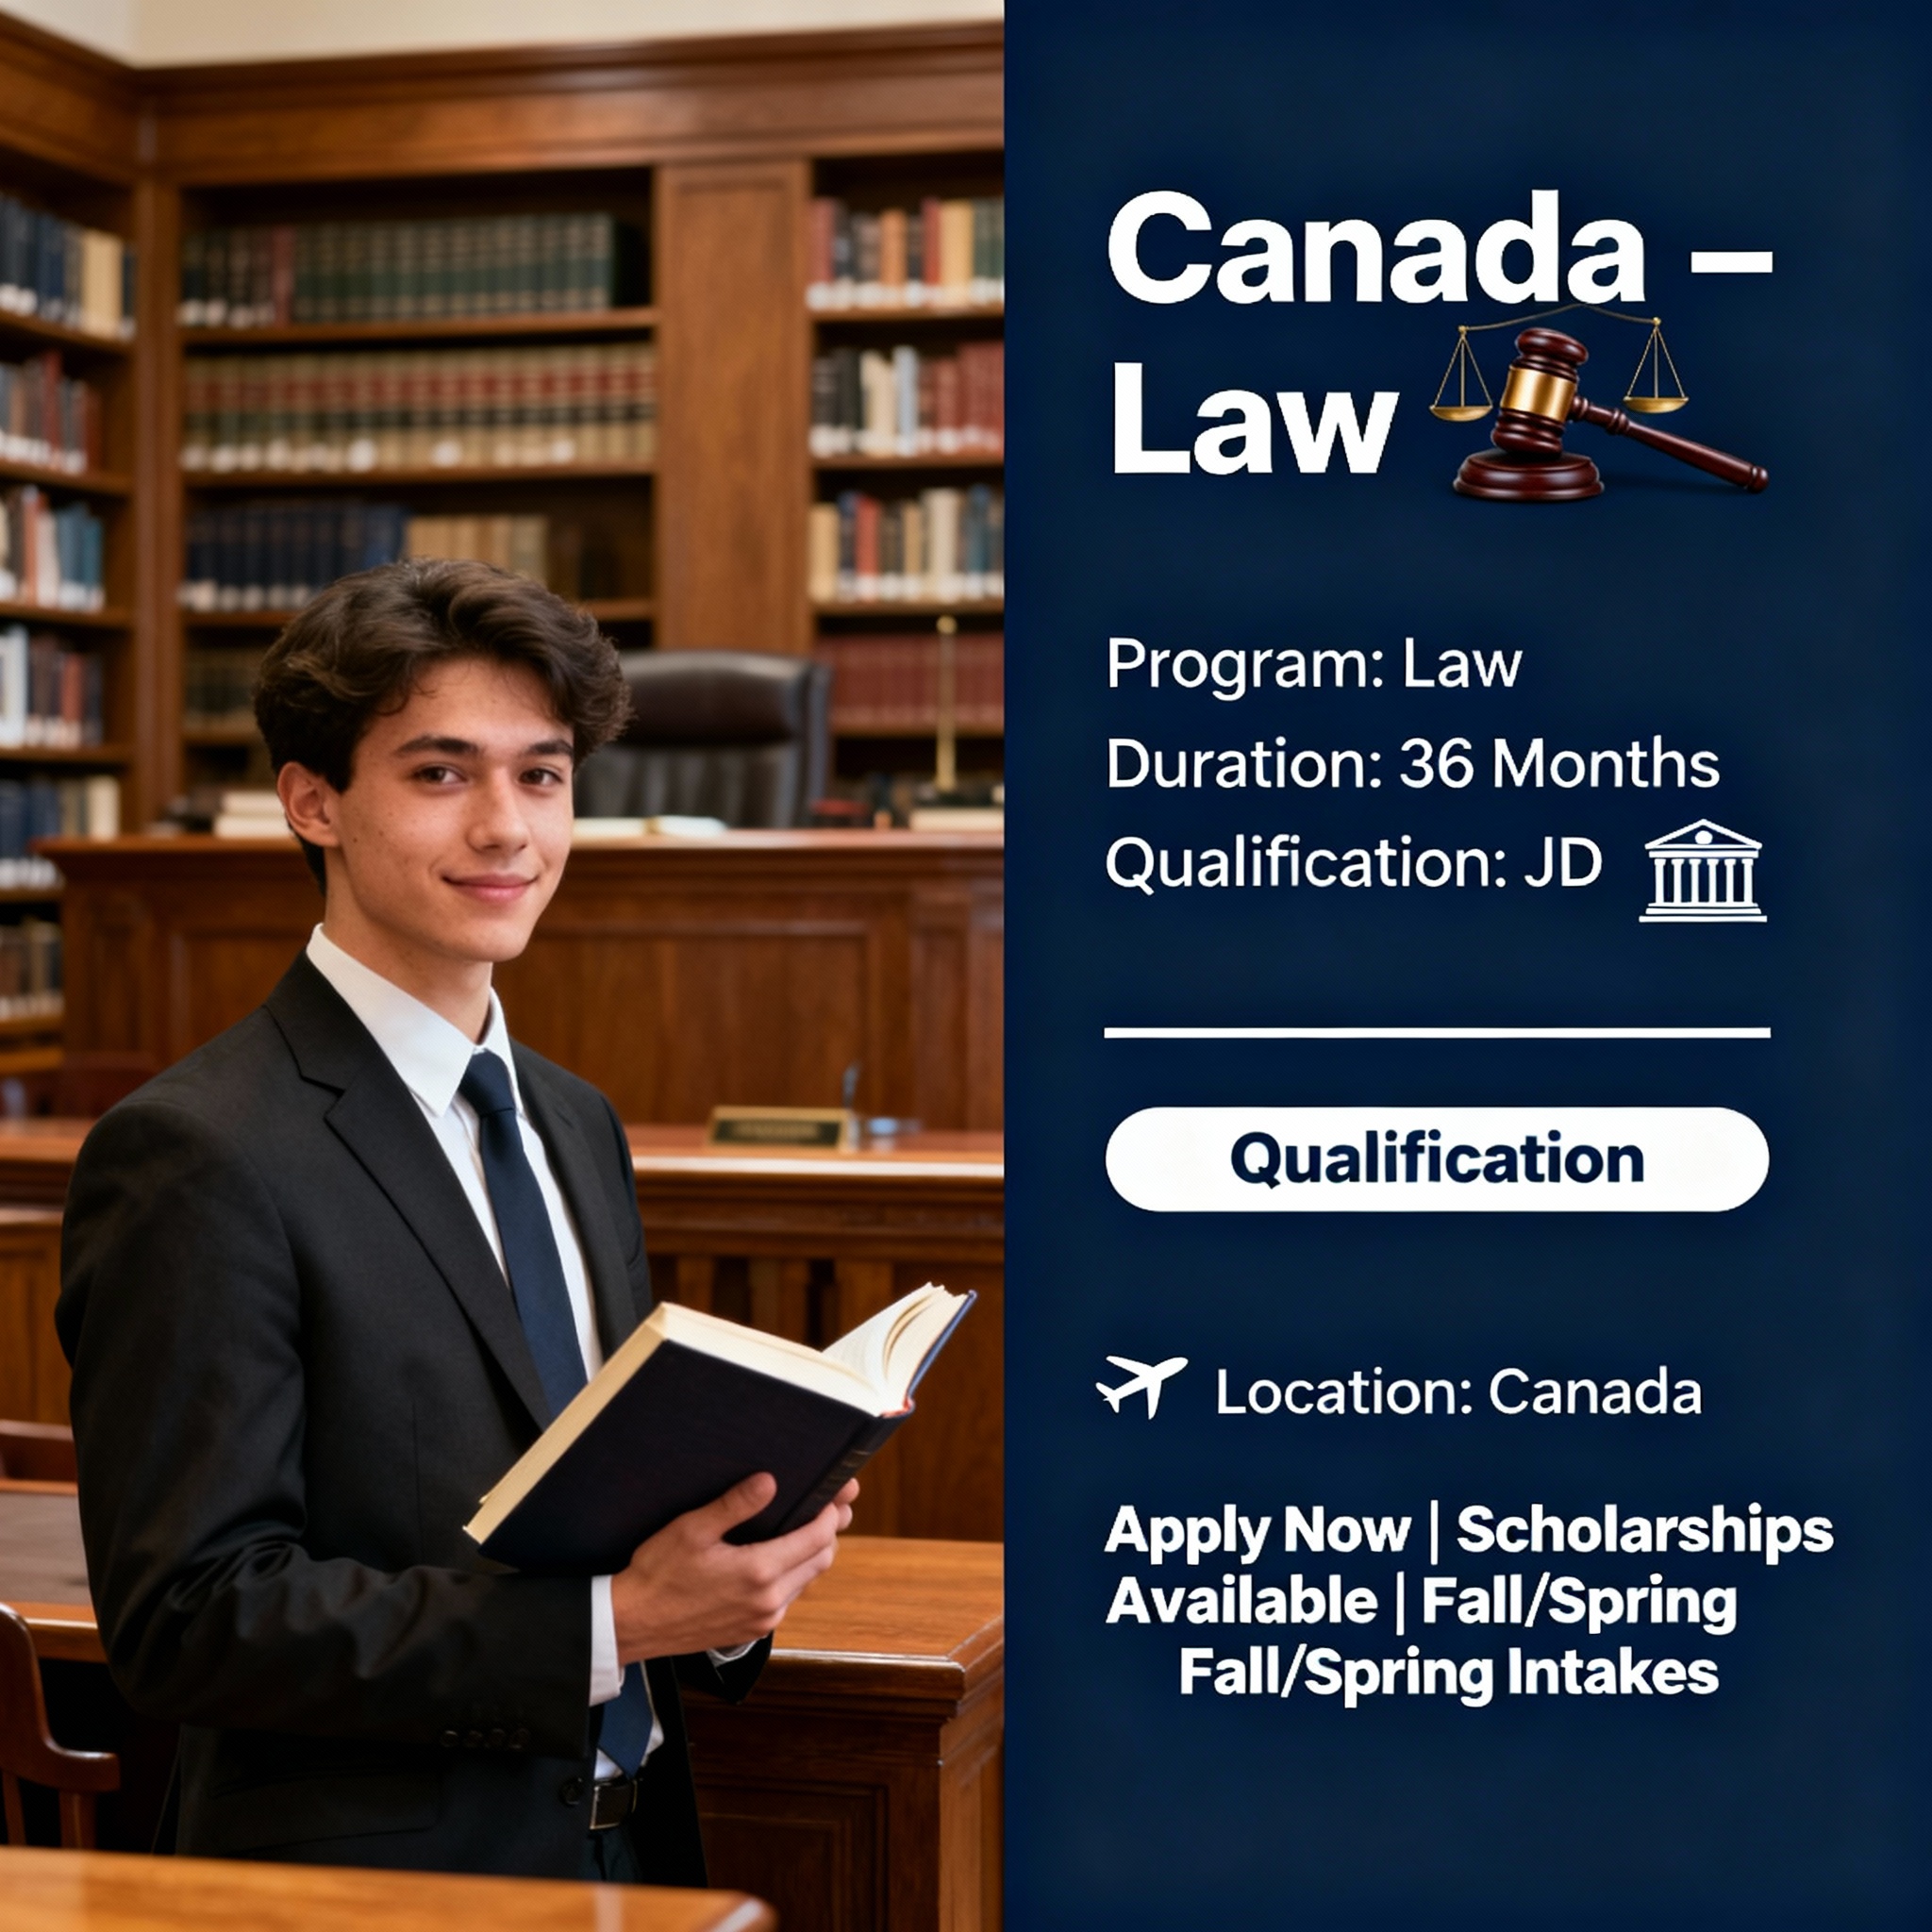 Canada –
Law
Program: Law
Duration: 36 Months
Qualification: JD
Qualification
Location: Canada
Apply Now | Scholarships
Available | Fall/Spring
Fall/Spring Intakes